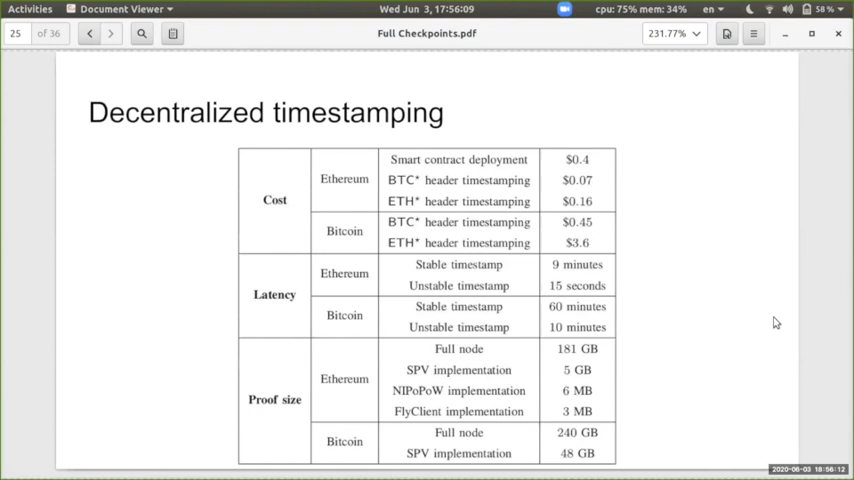 Activities Document Viewer Wed Jun 3, 17:56:09 cpu: 75% mem: 34% en 58 %
25 of 36 Full Checkpoints.pdf 231.77%
Decentralized timestamping
Cost Ethereum Smart contract deployment $0.4
BTC* header timestamping $0.07
ETH* header timestamping $0.16
Bitcoin BTC* header timestamping $0.45
ETH* header timestamping $3.6
Latency Ethereum Stable timestamp 9 minutes
Unstable timestamp 15 seconds
Bitcoin Stable timestamp 60 minutes
Unstable timestamp 10 minutes
Proof size Ethereum Full node 181 GB
SPV implementation 5 GB
NIPoPoW implementation 6 MB
FlyClient implementation 3 MB
Bitcoin Full node 240 GB
SPV implementation 48 GB
2020-06-03 18:56:12